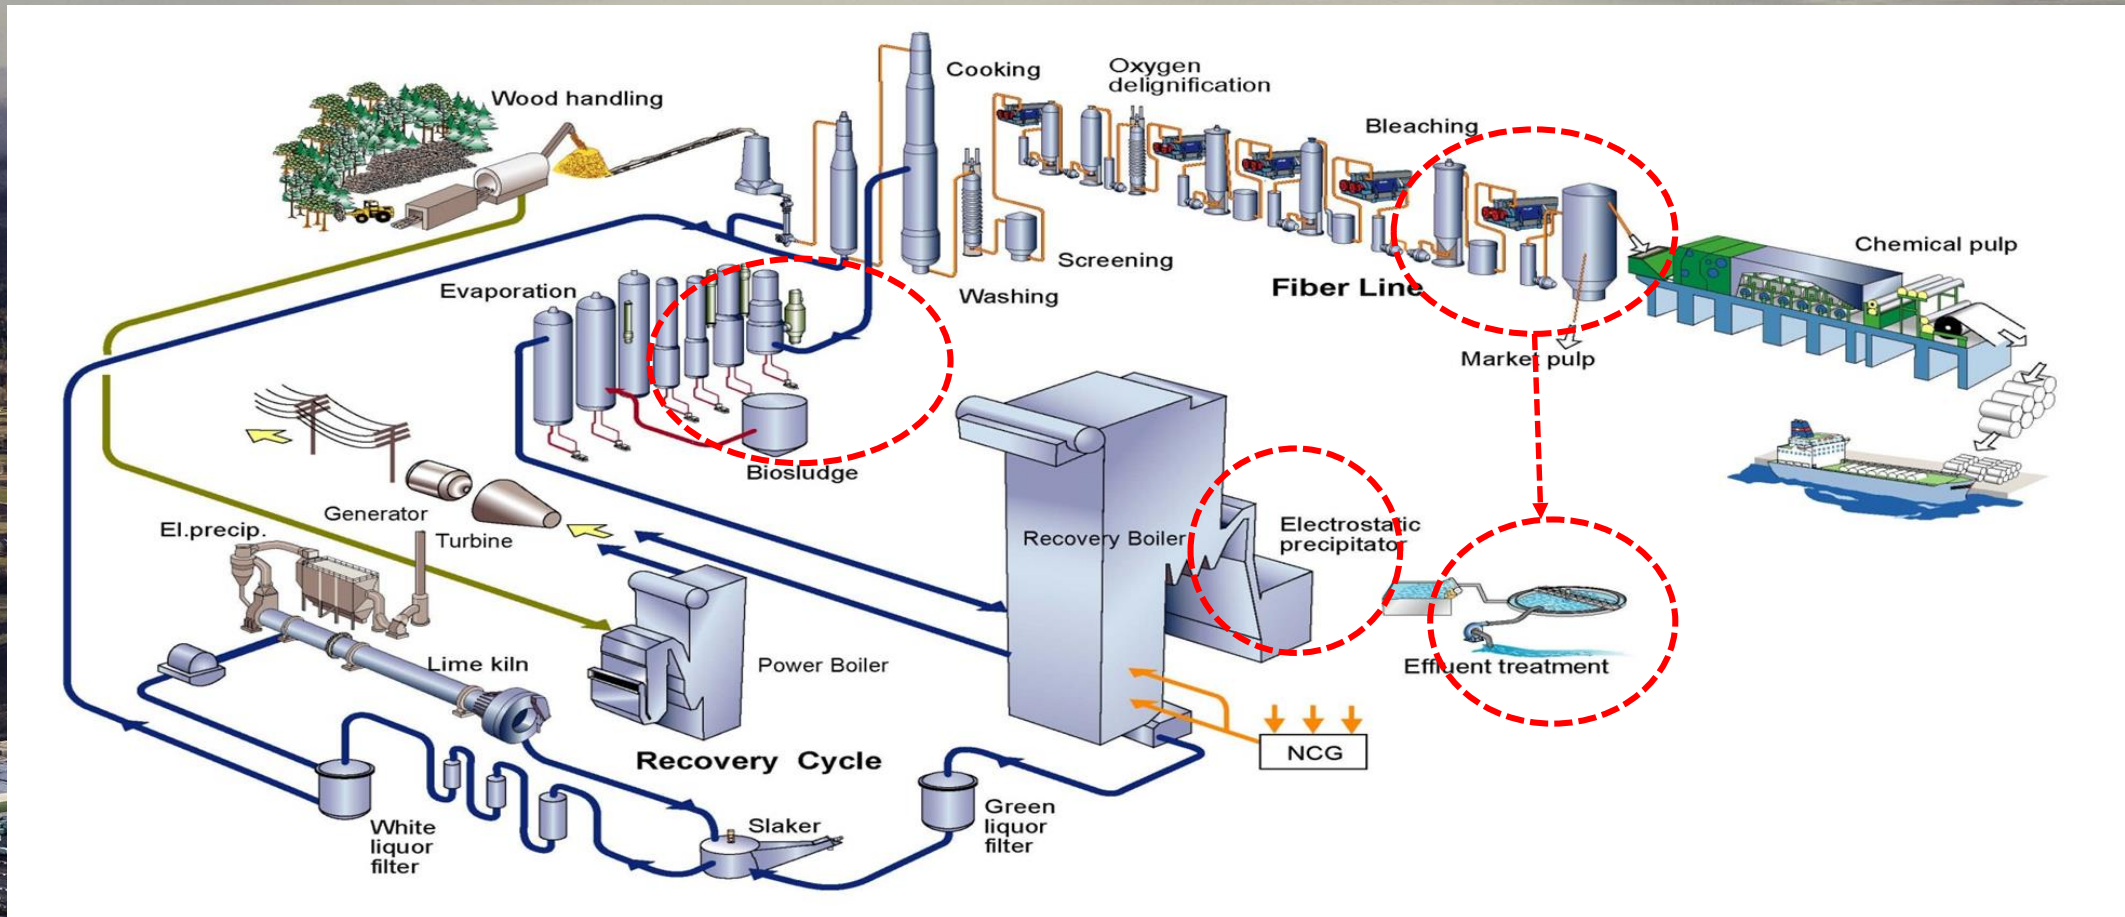 Cooking
Oxygen
delignification
Wood handling
Bleaching
Chemical pulp
Screening
Evaporation
Washing
Fiber Line
Market pulp
Biosludge
Generator
El.precip.
Turbine
Recovery Boiler
Electrostatic
precipitator
Lime kiln
Power Boiler
Effluent treatment
Recovery Cycle
NCG
White
liquor
filter
Slaker
Green
liquor
filter